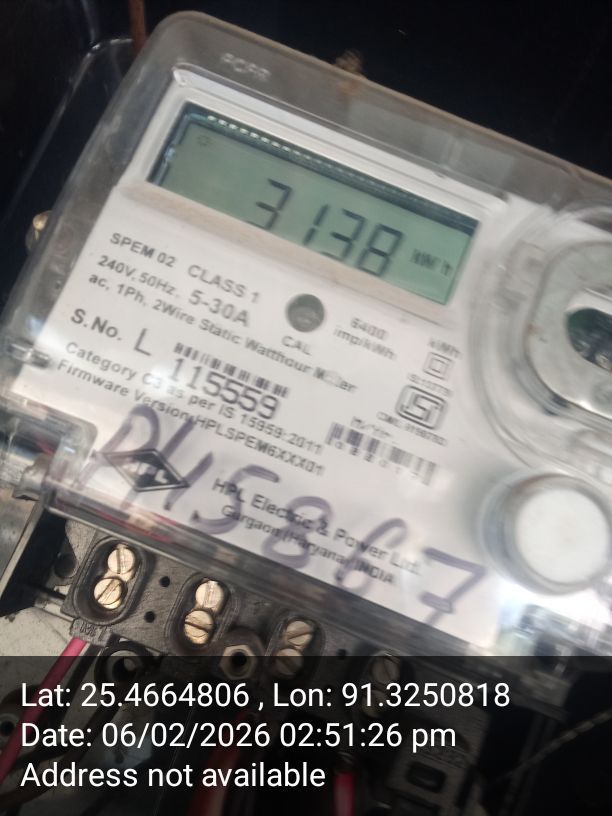 3138 kWh
SPEM 02 CLASS 1
240V, 50Hz, 5-30A
ac, 1Ph, 2Wire Static Watthour Meter
CAL
6400
imp/kWh
kWh
S.No. L 115559
Category C3 as per IS 15959:2011
Firmware Version:HPLSPEM6XXX01
HPL
HPL Electric & Power Ltd.
Gurgaon (Haryana) INDIA
Lat: 25.4664806 , Lon: 91.3250818
Date: 06/02/2026 02:51:26 pm
Address not available